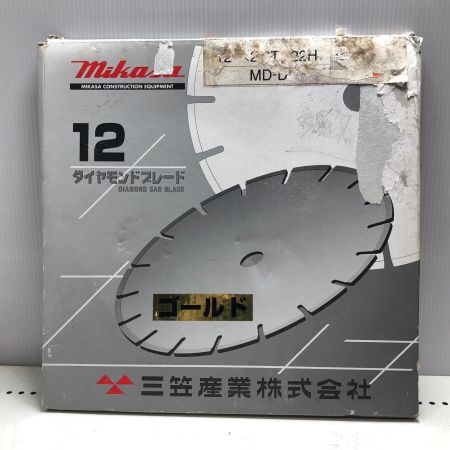 mikasa
MIKASA CONSTRUCTION EQUIPMENT
MD-D
12
ダイヤモンドブレード
DIAMOND SAW BLADE
ゴールド
三笠産業株式会社